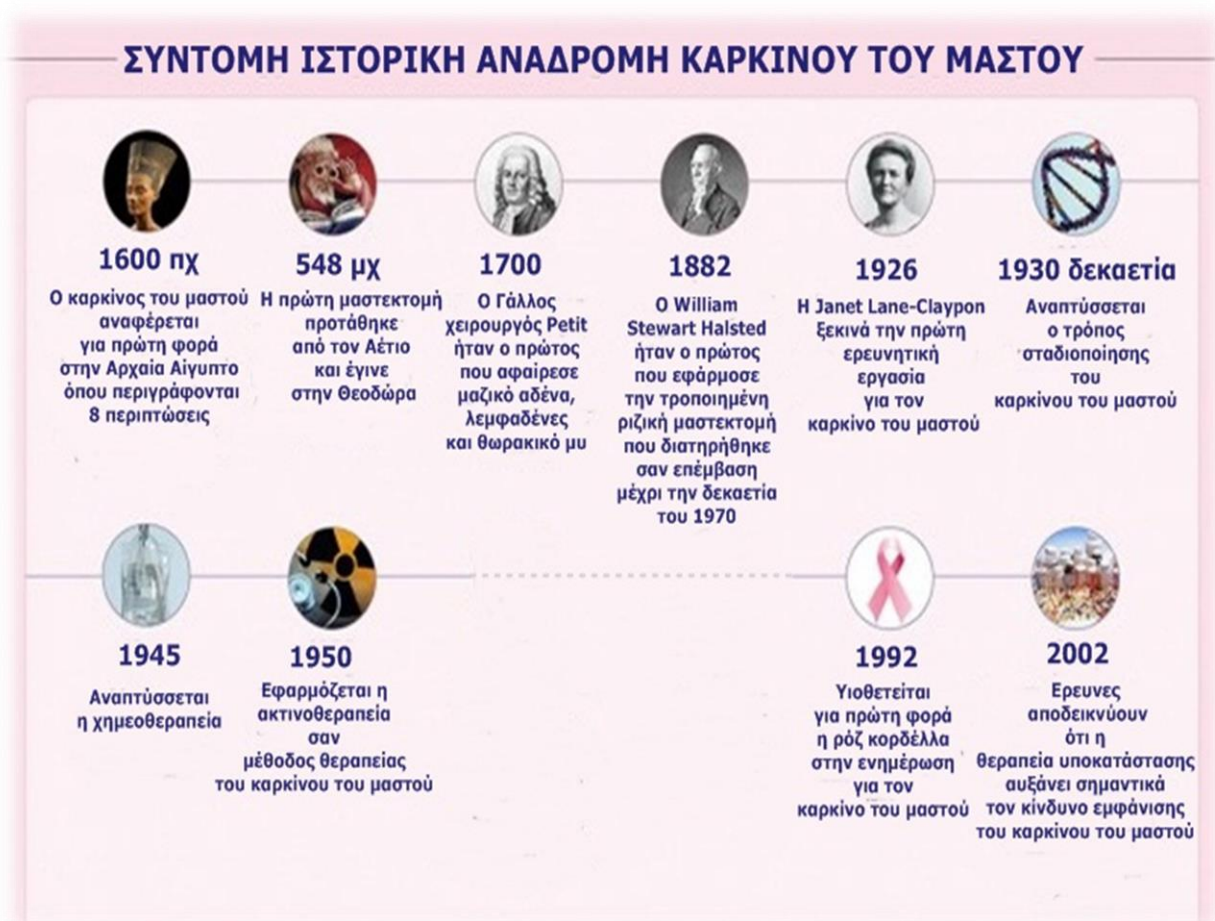 ΣΥΝΤΟΜΗ ΙΣΤΟΡΙΚΗ ΑΝΑΔΡΟΜΗ ΚΑΡΚΙΝΟΥ ΤΟΥ ΜΑΣΤΟΥ
1600 πχ
Ο καρκίνος του μαστού
αναφέρεται
για πρώτη φορά
στην Αρχαία Αίγυπτο
όπου περιγράφονται
8 περιπτώσεις
548 μχ
Η πρώτη μαστεκτομή
προτάθηκε
από τον Αέτιο
και έγινε
στην Θεοδώρα
1700
Ο Γάλλος
χειρουργός Petit
ήταν ο πρώτος
που αφαίρεσε
μαζικό αδένα,
λεμφαδένες
και θωρακικό μυ
1882
Ο William
Stewart Halsted
ήταν ο πρώτος
που εφάρμοσε
την τροποιημένη
ριζική μαστεκτομή
που διατηρήθηκε
σαν επέμβαση
μέχρι την δεκαετία
του 1970
1926
Η Janet Lane-Claypon
ξεκινά την πρώτη
ερευνητική
εργασία
για τον
καρκίνο του μαστού
1930 δεκαετία
Αναπτύσσεται
ο τρόπος
σταδιοποίησης
του
καρκίνου του μαστού
1945
Αναπτύσσεται
η χημεοθεραπεία
1950
Εφαρμόζεται η
ακτινοθεραπεία
σαν
μέθοδος θεραπείας
του καρκίνου του μαστού
1992
Υιοθετείται
για πρώτη φορά
η ρόζ κορδέλλα
στην ενημέρωση
για τον
καρκίνο του μαστού
2002
Ερευνες
αποδεικνύουν
ότι η
θεραπεία υποκατάστασης
αυξάνει σημαντικά
τον κίνδυνο εμφάνισης
του καρκίνου του μαστού